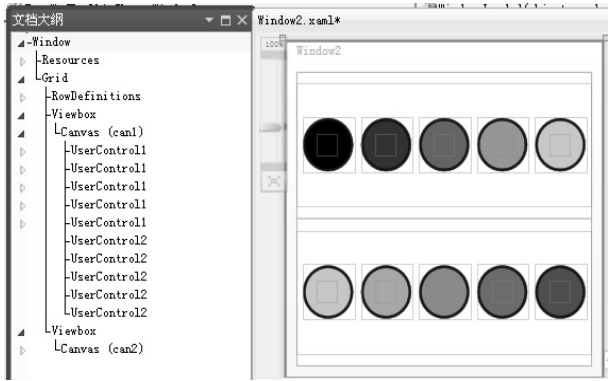 文档大纲
Window
Resources
Grid
RowDefinitions
Viewbox
Canvas (can1)
UserControl1
UserControl1
UserControl1
UserControl1
UserControl1
UserControl2
UserControl2
UserControl2
UserControl2
UserControl2
Viewbox
Canvas (can2)
Window2.xaml*
100%
Window2